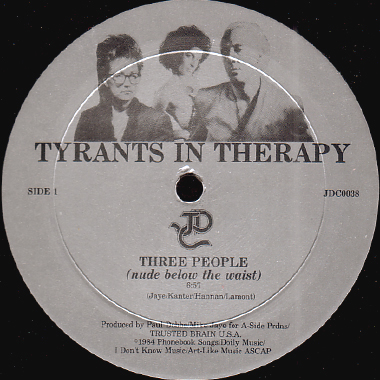 TYRANTS IN THERAPY
SIDE 1
JDC0038
JDC
THREE PEOPLE
(nude below the waist)
6:57
(Jaye/Kanter/Hannan/Lamont)
Produced by Paul Mike Jaye for A-Side Prdns/
TRUSTED BRAIN U.S.A.
©1984 Phonebook Songs/Dotly Music/
I Don't Know Music/Art-Like Music ASCAP